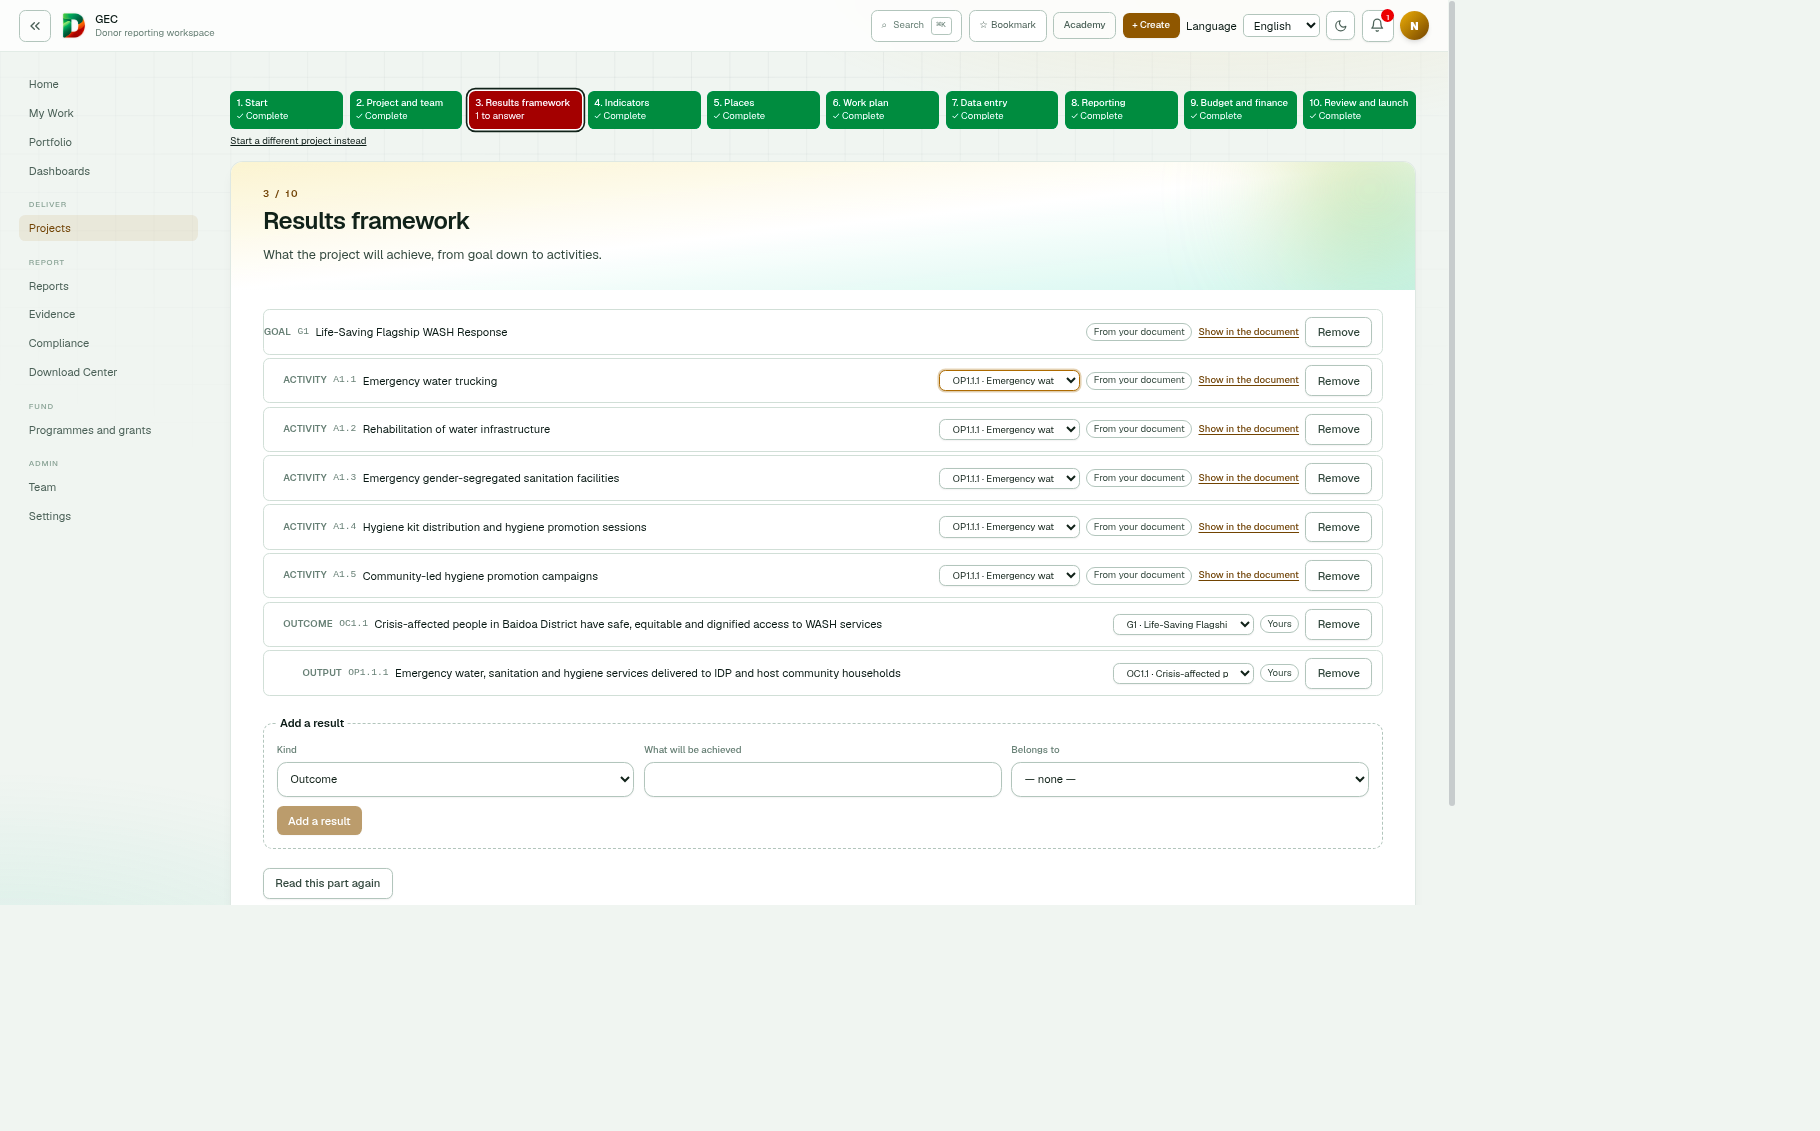 GEC
Donor reporting workspace
Search ⌘K
☆ Bookmark
Academy
+ Create
Language
English
1
N
Home
My Work
Portfolio
Dashboards
DELIVER
Projects
REPORT
Reports
Evidence
Compliance
Download Center
FUND
Programmes and grants
ADMIN
Team
Settings
1. Start
✓ Complete
2. Project and team
✓ Complete
3. Results framework
1 to answer
4. Indicators
✓ Complete
5. Places
✓ Complete
6. Work plan
✓ Complete
7. Data entry
✓ Complete
8. Reporting
✓ Complete
9. Budget and finance
✓ Complete
10. Review and launch
✓ Complete
Start a different project instead
3 / 10
Results framework
What the project will achieve, from goal down to activities.
GOAL G1 Life-Saving Flagship WASH Response From your document Show in the document Remove
ACTIVITY A1.1 Emergency water trucking OP1.1.1 · Emergency wat From your document Show in the document Remove
ACTIVITY A1.2 Rehabilitation of water infrastructure OP1.1.1 · Emergency wat From your document Show in the document Remove
ACTIVITY A1.3 Emergency gender-segregated sanitation facilities OP1.1.1 · Emergency wat From your document Show in the document Remove
ACTIVITY A1.4 Hygiene kit distribution and hygiene promotion sessions OP1.1.1 · Emergency wat From your document Show in the document Remove
ACTIVITY A1.5 Community-led hygiene promotion campaigns OP1.1.1 · Emergency wat From your document Show in the document Remove
OUTCOME OC1.1 Crisis-affected people in Baidoa District have safe, equitable and dignified access to WASH services G1 · Life-Saving Flagshi Yours Remove
OUTPUT OP1.1.1 Emergency water, sanitation and hygiene services delivered to IDP and host community households OC1.1 · Crisis-affected p Yours Remove
Add a result
Kind
What will be achieved
Belongs to
Outcome
— none —
Add a result
Read this part again